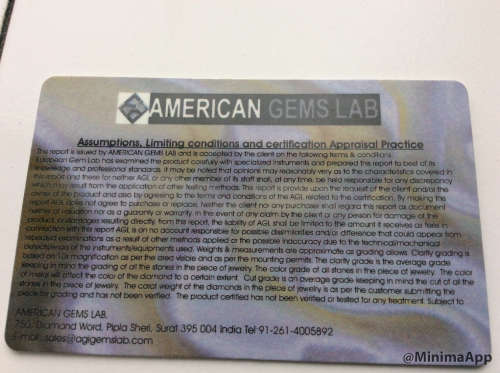 AMERICAN GEMS LAB
Assumptions, Limiting conditions and certification Appraisal Practice
This report is issued by AMERICAN GEMS LAB and is accepted by the client on the following terms & conditions.
European Gem Lab has examined the product carefully with specialized instruments and prepared this report to best of its
knowledge and professional standards. It may be noted that opinions may reasonably vary as to the characteristics covered in
this report and there for neither AGL or any other member of its staff shall, at any time, be held responsible for any discrepancy
which may result from the application of other testing methods. This report is provide upon the request of the client and/or the
owner of the product and also by agreeing to the terms and conditions of the AGL related to the certification. By making this
report AGL does not agree to purchase or replace, nor may the client or any purchaser shall regard this report as document
neither of valuation nor as a guaranty or warranty. In the event of any claim by the client or any person for damage of the
product, damages resulting directly from the report, the liability of AGL shall be limited to the amount it receives as fees in
connection with this report AGL is on no account responsible for possible dissimilarities and/or difference that could appear from
repeated examinations as a result of other methods applied or the possible inaccuracy due to the technical/mechanical
deficiencies of the instruments/equipments used. Weights & measurements are approximate as grading allows. Clarity grading is
based on 10x magnification as per the area visible and as per the mounting permits. The clarity grade is the average grade
keeping in mind the grading of all the stones in the piece of jewelry. The color grade of all stones in the piece of jewelry. The color
of metal will affect the color of the diamond to a certain extent. Cut grade is an average grade keeping in mind the cut of all the
stones in the piece of jewelry. The carat weight of the diamonds in the piece of jewelry is as per the customer submitting the
piece for grading and has not been verified. The product certified has not been verified or tested for any treatment. Subject to
AMERICAN GEMS LAB.
750, Diamond Word, Pipla Sheri, Surat 395 004 India Tel 91-261-4005892
E-mail : sales@agigemslab.com
@MinimaApp